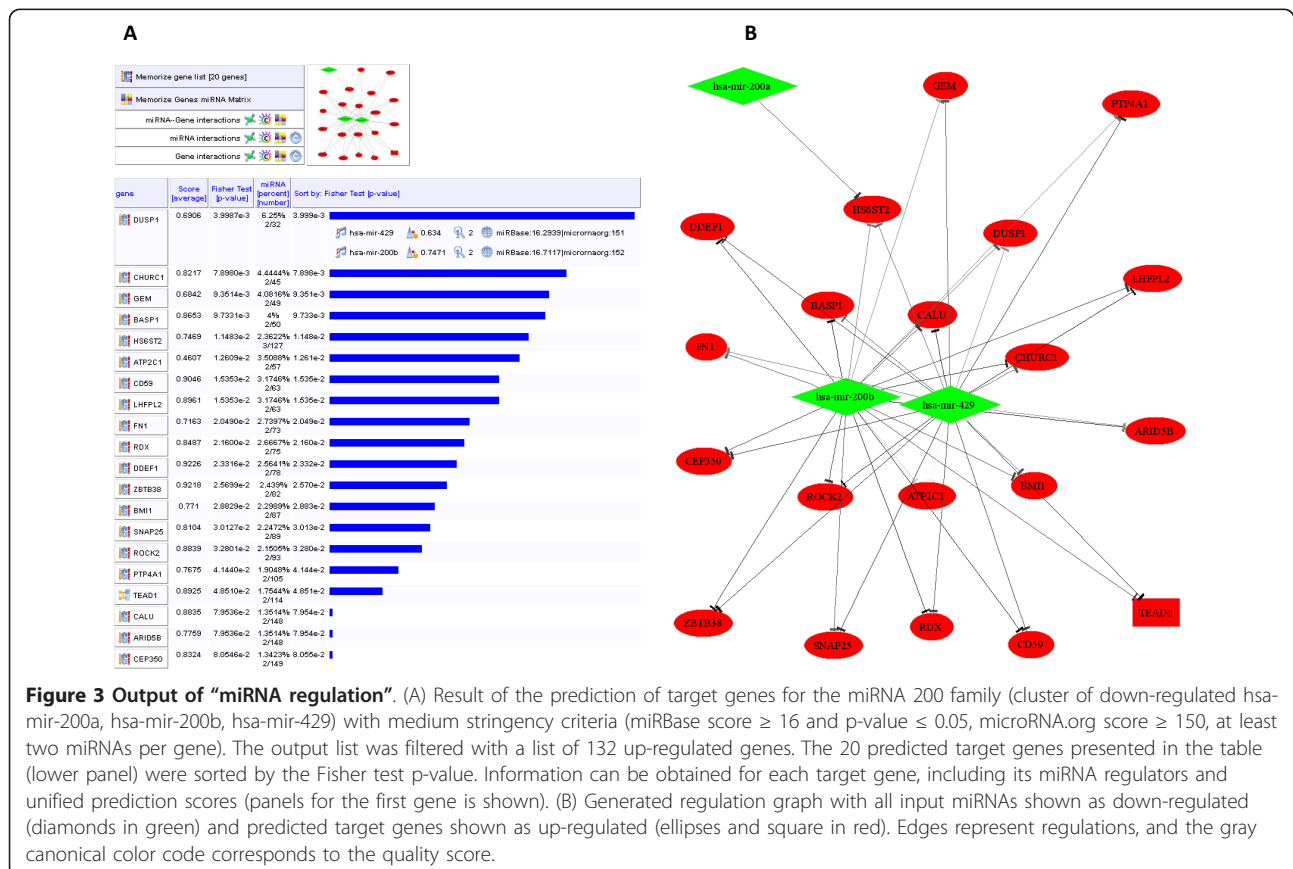 A
B
Memorize gene list [20 genes]
Memorize Genes miRNA Matrix
miRNA-Gene interactions
miRNA interactions
Gene interactions
gene Score [average] Fisher Test [p-value] miRNA [percent] [number] Sort by: Fisher Test [p-value]
DUSP1 0.6906 3.9987e-3 6.25% 2/32 3.999e-3
hsa-mir-429 0.634 2 miRBase:16.2939|micrornaorg:151
hsa-mir-200b 0.7471 2 miRBase:16.7117|micrornaorg:152
CHURC1 0.8217 7.8980e-3 4.4444% 2/45 7.898e-3
GEM 0.6842 9.3514e-3 4.0816% 2/49 9.351e-3
BASP1 0.8653 9.7331e-3 4% 2/50 9.733e-3
HS6ST2 0.7469 1.1483e-2 2.3622% 3/127 1.148e-2
ATP2C1 0.4607 1.2609e-2 3.5088% 2/57 1.261e-2
CD59 0.9046 1.5353e-2 3.1746% 2/63 1.535e-2
LHFPL2 0.8961 1.5353e-2 3.1746% 2/63 1.535e-2
FN1 0.7163 2.0490e-2 2.7397% 2/73 2.049e-2
RDX 0.8487 2.1600e-2 2.6667% 2/75 2.160e-2
DDEF1 0.9226 2.3316e-2 2.5641% 2/78 2.332e-2
ZBTB38 0.9218 2.5699e-2 2.439% 2/82 2.570e-2
BMI1 0.771 2.8829e-2 2.2989% 2/87 2.883e-2
SNAP25 0.8104 3.0127e-2 2.2472% 2/89 3.013e-2
ROCK2 0.8839 3.2801e-2 2.1505% 2/93 3.280e-2
PTP4A1 0.7675 4.1440e-2 1.9048% 2/105 4.144e-2
TEAD1 0.8925 4.8510e-2 1.7544% 2/114 4.851e-2
CALU 0.8835 7.9536e-2 1.3514% 2/148 7.954e-2
ARID5B 0.7759 7.9536e-2 1.3514% 2/148 7.954e-2
CEP350 0.8324 8.0546e-2 1.3423% 2/149 8.055e-2
hsa-mir-200a
GEM
PTP4A1
HS6ST2
DDEF1
DUSP1
LHFPL2
BASP1
CALU
FN1
CHURC1
hsa-mir-200b
hsa-mir-429
ARID5B
CEP350
BMI1
ROCK2
ATP2C1
TEAD1
ZBTB38
RDX
SNAP25
CD59
Figure 3 Output of “miRNA regulation”. (A) Result of the prediction of target genes for the miRNA 200 family (cluster of down-regulated hsa-
mir-200a, hsa-mir-200b, hsa-mir-429) with medium stringency criteria (miRBase score ≥ 16 and p-value ≤ 0.05, microRNA.org score ≥ 150, at least
two miRNAs per gene). The output list was filtered with a list of 132 up-regulated genes. The 20 predicted target genes presented in the table
(lower panel) were sorted by the Fisher test p-value. Information can be obtained for each target gene, including its miRNA regulators and
unified prediction scores (panels for the first gene is shown). (B) Generated regulation graph with all input miRNAs shown as down-regulated
(diamonds in green) and predicted target genes shown as up-regulated (ellipses and square in red). Edges represent regulations, and the gray
canonical color code corresponds to the quality score.